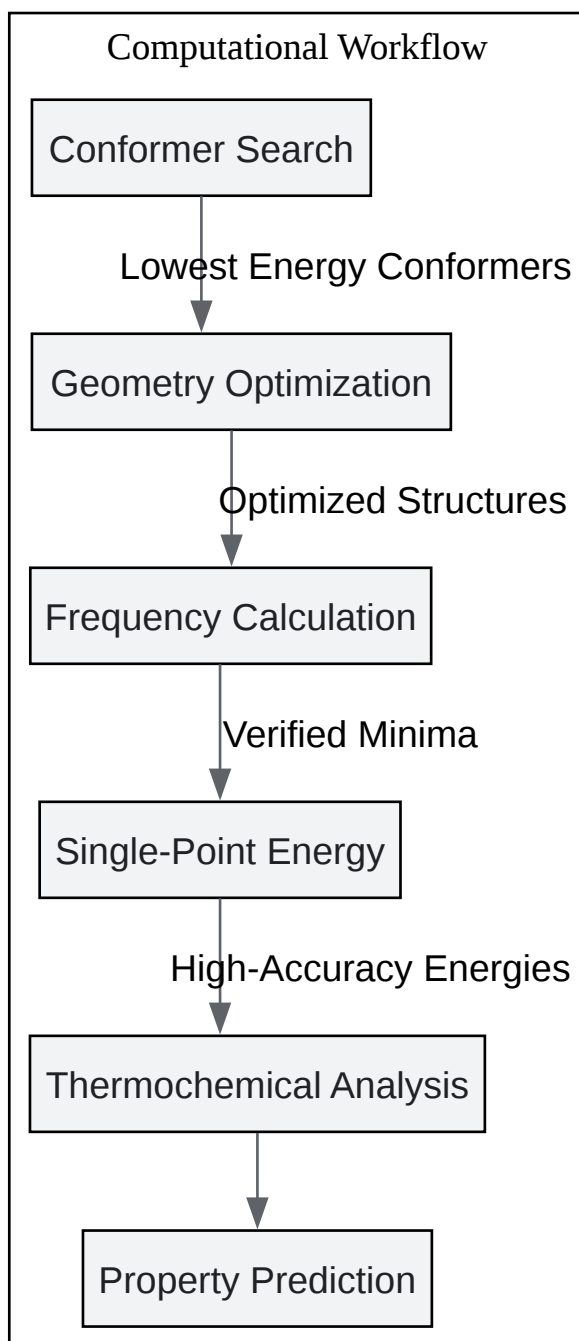 Computational Workflow
Conformer Search
Lowest Energy Conformers
Geometry Optimization
Optimized Structures
Frequency Calculation
Verified Minima
Single-Point Energy
High-Accuracy Energies
Thermochemical Analysis
Property Prediction